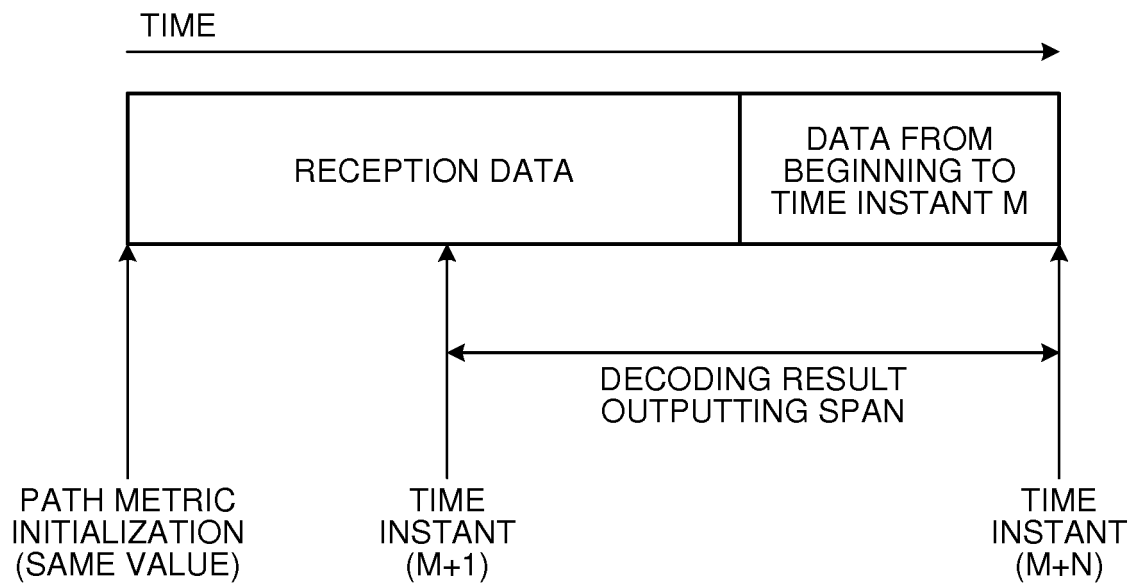 TIME
RECEPTION DATA
DATA FROM
BEGINNING TO
TIME INSTANT M
DECODING RESULT
OUTPUTTING SPAN
PATH METRIC
INITIALIZATION
(SAME VALUE)
TIME
INSTANT
(M+1)
TIME
INSTANT
(M+N)